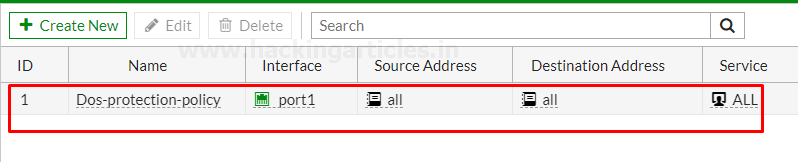 Create New Edit Delete Search
www.hackingarticles.in
ID Name Interface Source Address Destination Address Service
1 Dos-protection-policy port1 all all ALL